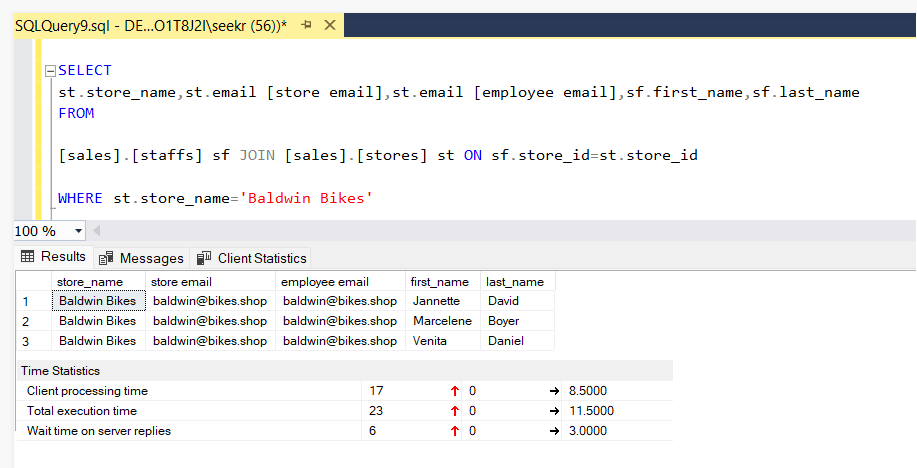 SQLQuery9.sql - DE...O1T8J2I\seekr (56))*
SELECT
st.store_name,st.email [store email],st.email [employee email],sf.first_name,sf.last_name
FROM
[sales].[staffs] sf JOIN [sales].[stores] st ON sf.store_id=st.store_id
WHERE st.store_name='Baldwin Bikes'
100 %
Results Messages Client Statistics
store_name store email employee email first_name last_name
1 Baldwin Bikes baldwin@bikes.shop baldwin@bikes.shop Jannette David
2 Baldwin Bikes baldwin@bikes.shop baldwin@bikes.shop Marcelene Boyer
3 Baldwin Bikes baldwin@bikes.shop baldwin@bikes.shop Venita Daniel
Time Statistics
Client processing time 17 ↑ 0 → 8.5000
Total execution time 23 ↑ 0 → 11.5000
Wait time on server replies 6 ↑ 0 → 3.0000